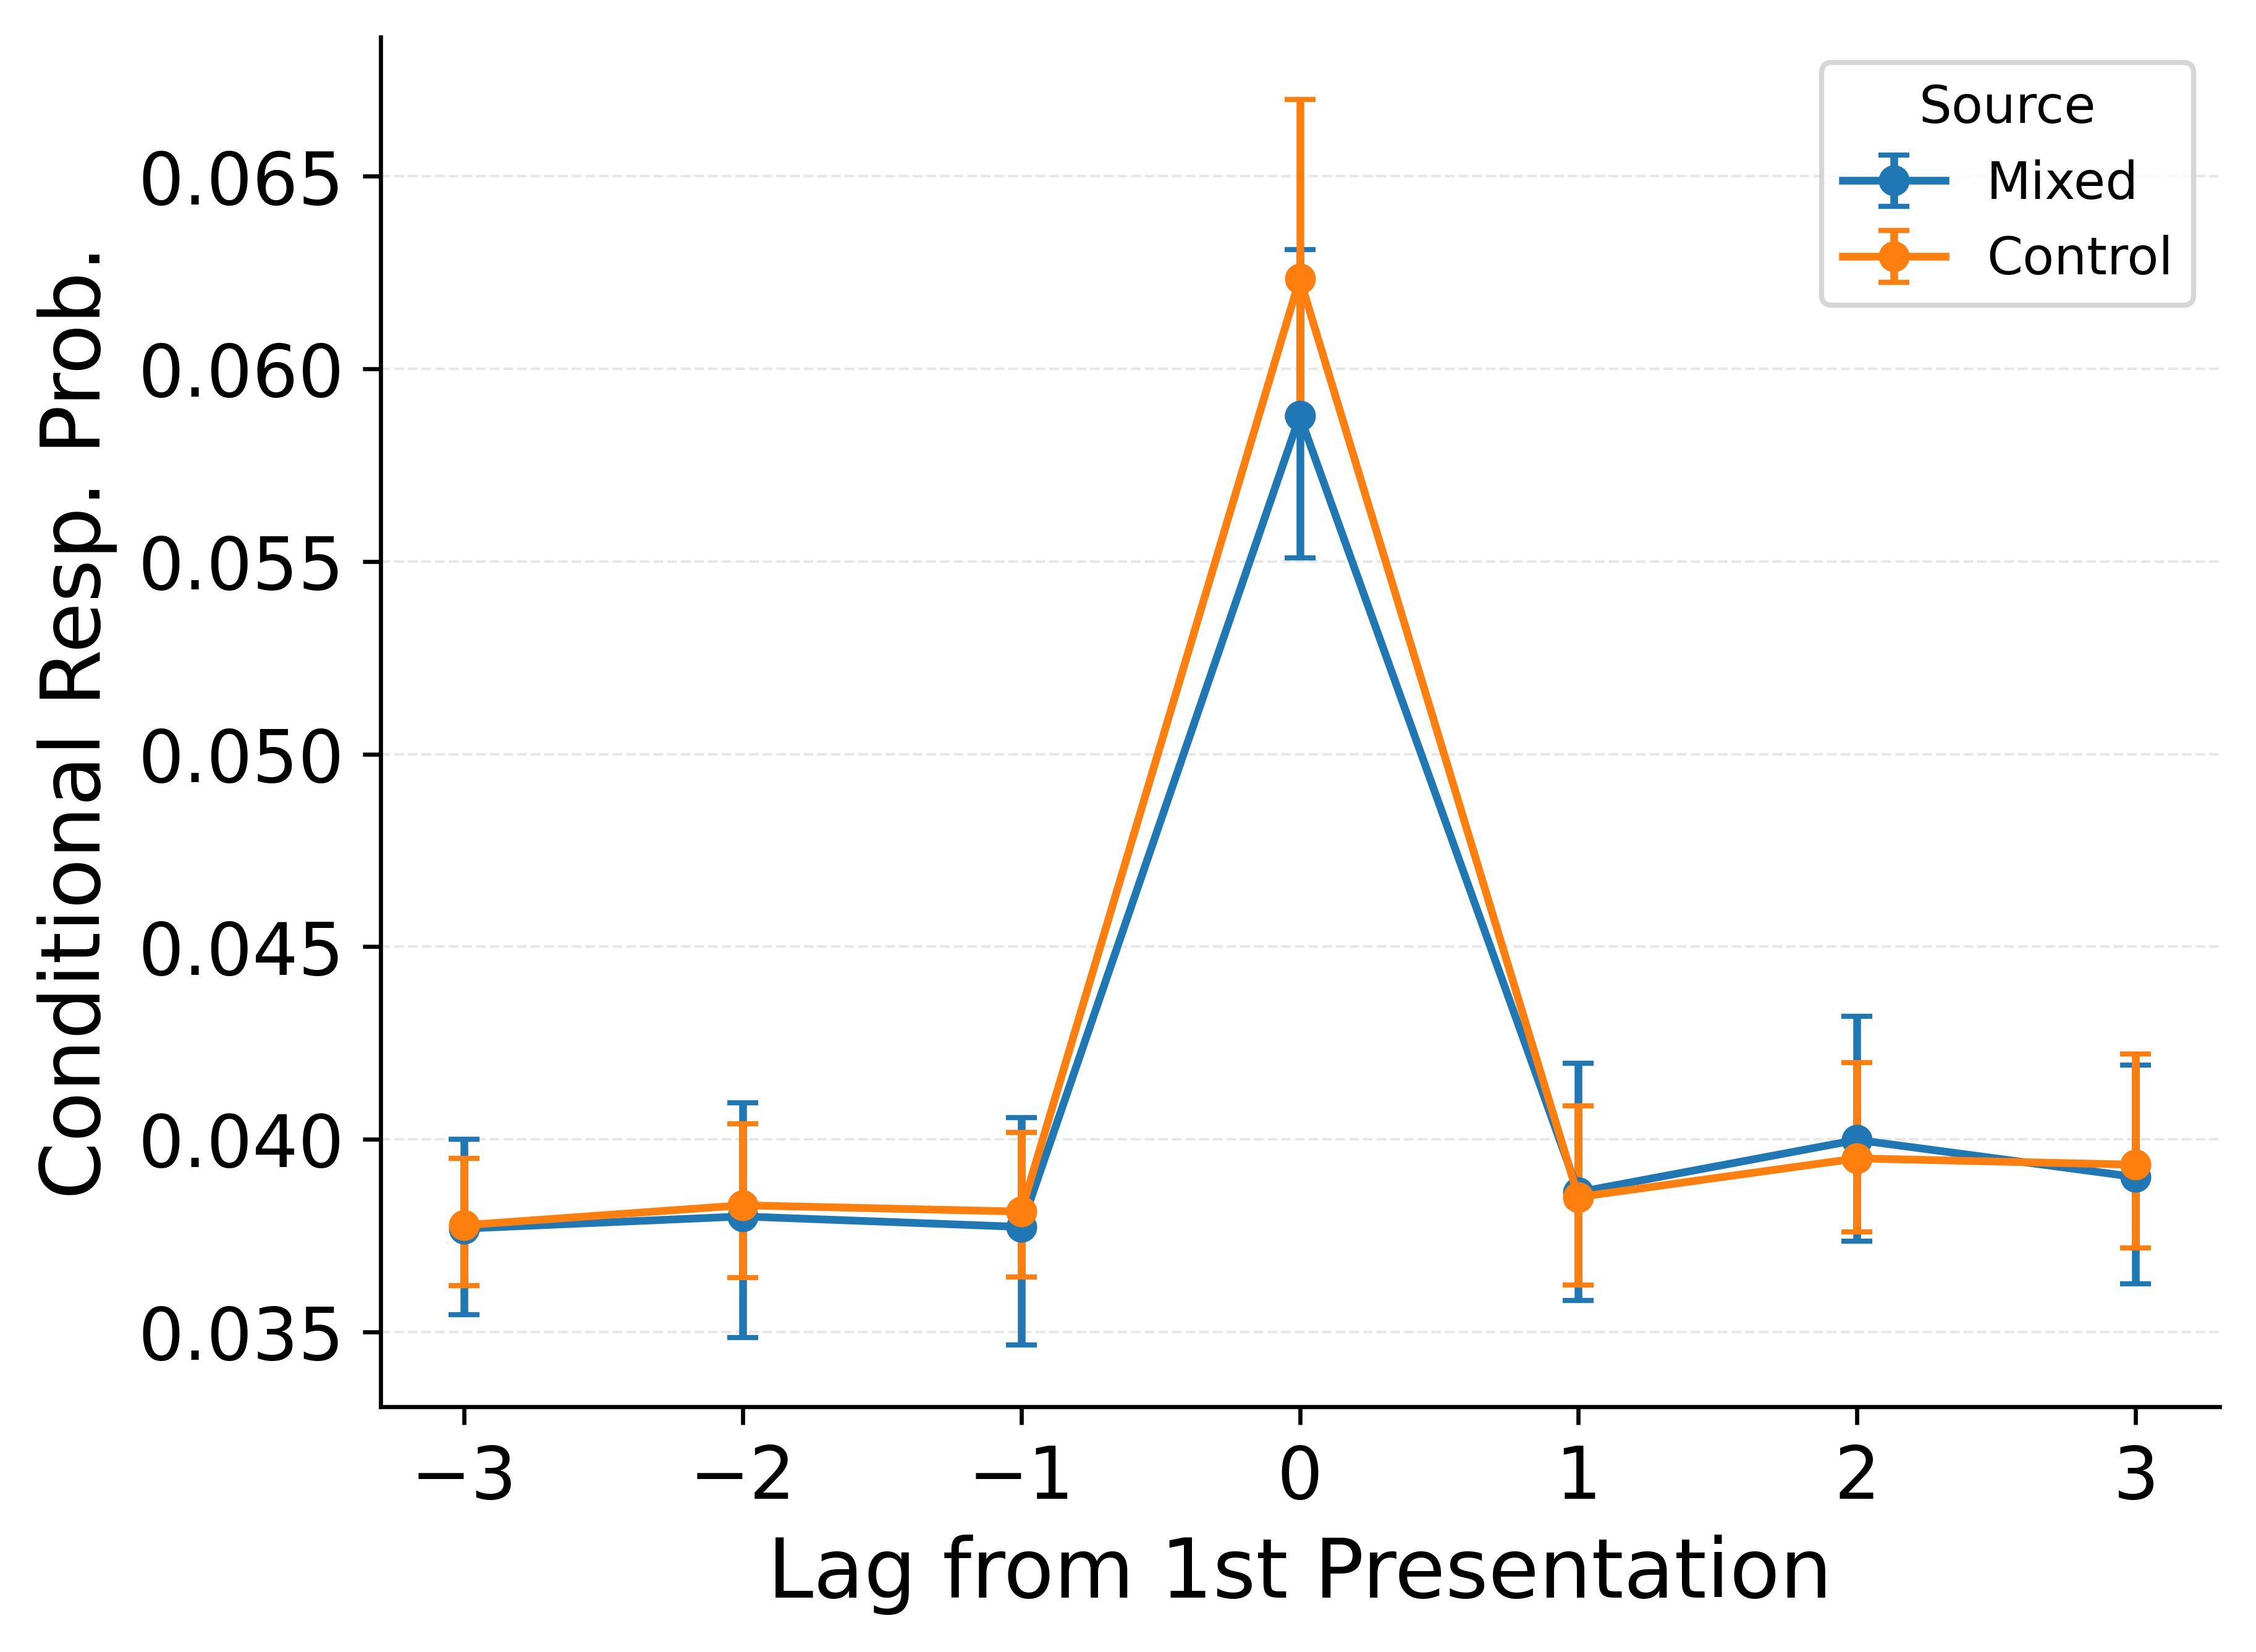 Source
Mixed
Control
Conditional Resp. Prob.
0.065
0.060
0.055
0.050
0.045
0.040
0.035
−3 −2 −1 0 1 2 3
Lag from 1st Presentation